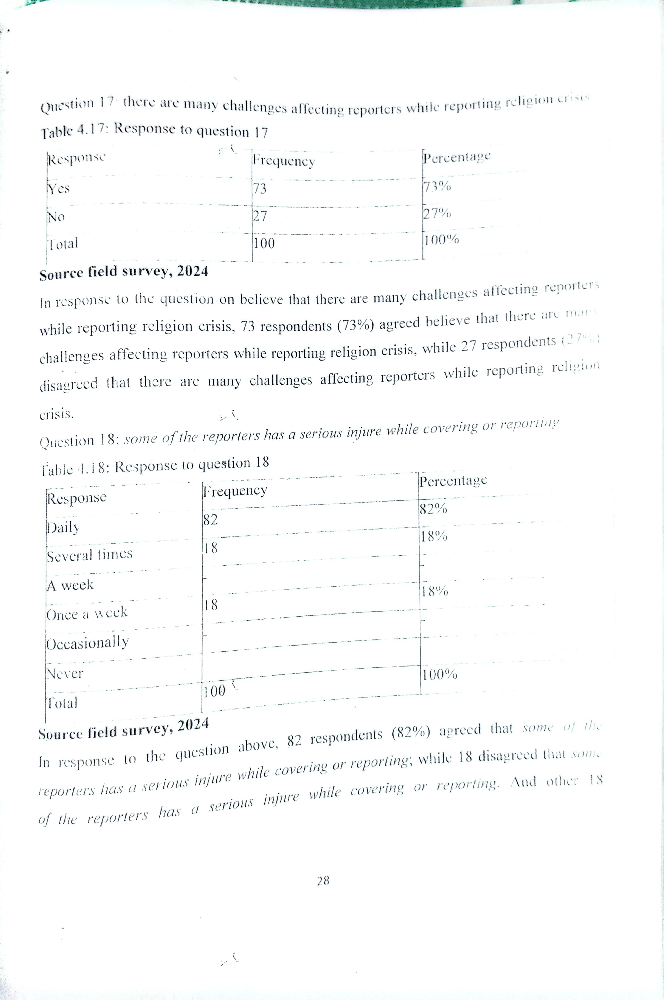 Question 17: there are many challenges affecting reporters while reporting religion crisis
Table 4.17: Response to question 17
Response Frequency Percentage
Yes 73 73%
No 27 27%
Total 100 100%
Source field survey, 2024
In response to the question on believe that there are many challenges affecting reporters
while reporting religion crisis, 73 respondents (73%) agreed believe that there are many
challenges affecting reporters while reporting religion crisis, while 27 respondents (27%)
disagreed that there are many challenges affecting reporters while reporting religion
crisis.
Question 18: some of the reporters has a serious injure while covering or reporting
Table 4.18: Response to question 18
Response Frequency Percentage
Daily 82 82%
Several times 18 18%
-
A week - -
Once a week 18 18%
Occasionally - -
Never
Total 100 100%
Source field survey, 2024
In response to the question above, 82 respondents (82%) agreed that some of the
reporters has a serious injure while covering or reporting; while 18 disagreed that some
of the reporters has a serious injure while covering or reporting. And other 18
28